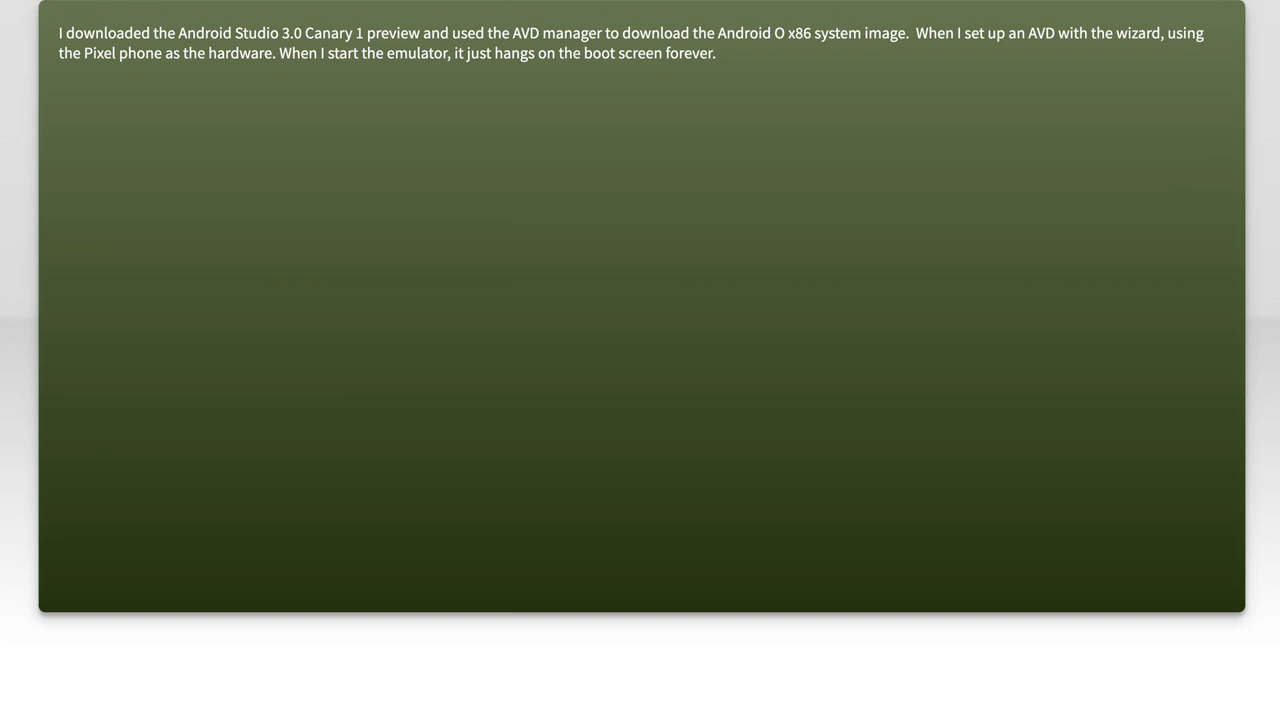 I downloaded the Android Studio 3.0 Canary 1 preview and used the AVD manager to download the Android O x86 system image.  When I set up an AVD with the wizard, using
the Pixel phone as the hardware. When I start the emulator, it just hangs on the boot screen forever.